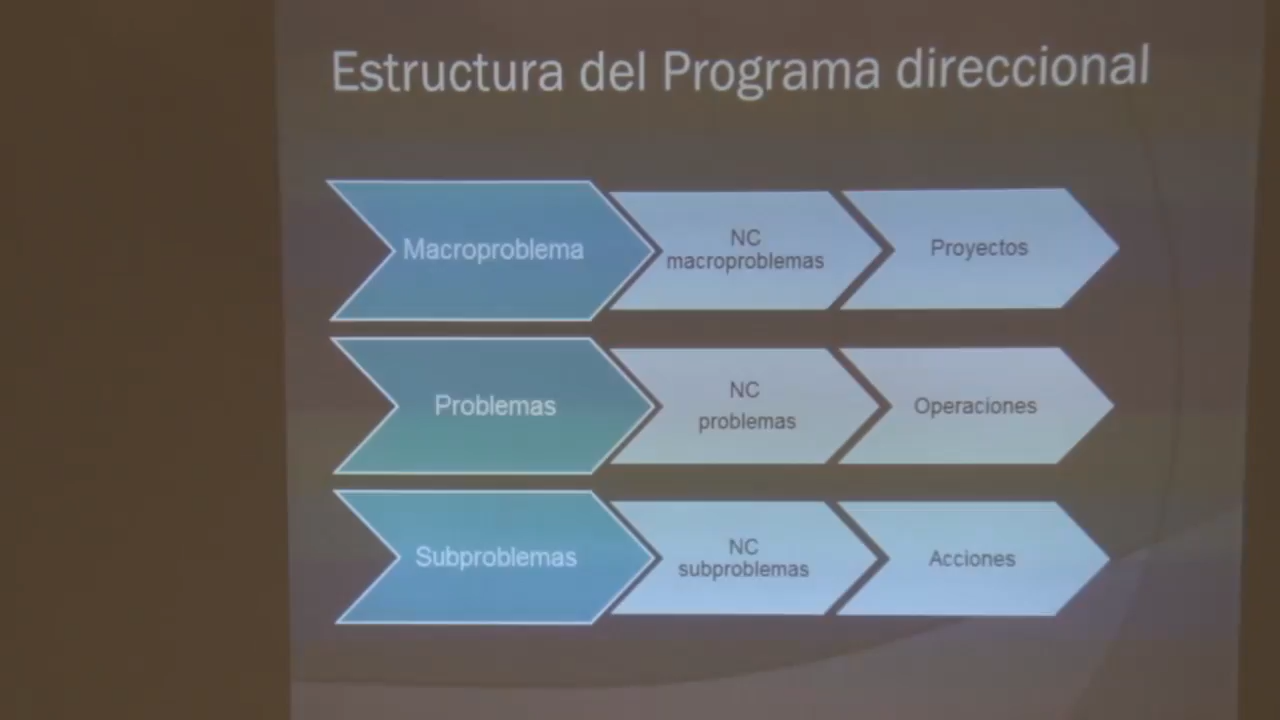 Estructura del Programa direccional
Macroproblema
NC
macroproblemas
Proyectos
Problemas
NC
problemas
Operaciones
Subproblemas
NC
subproblemas
Acciones